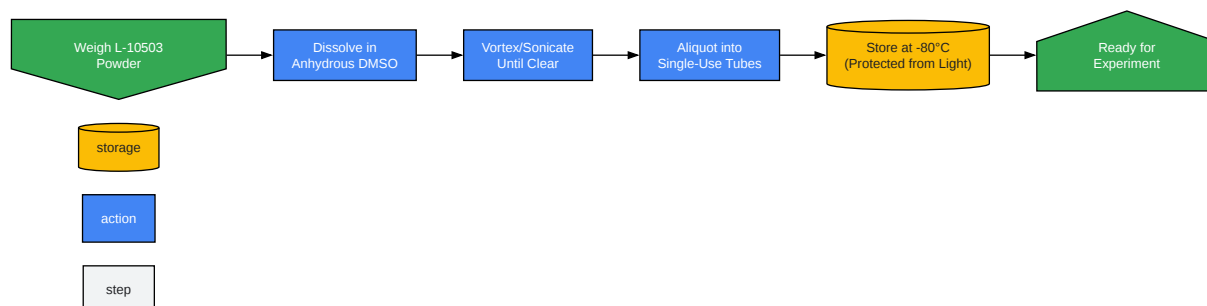 Weigh L-10503
Powder
Dissolve in
Anhydrous DMSO
Vortex/Sonicate
Until Clear
Aliquot into
Single-Use Tubes
Store at -80°C
(Protected from Light)
Ready for
Experiment
storage
action
step